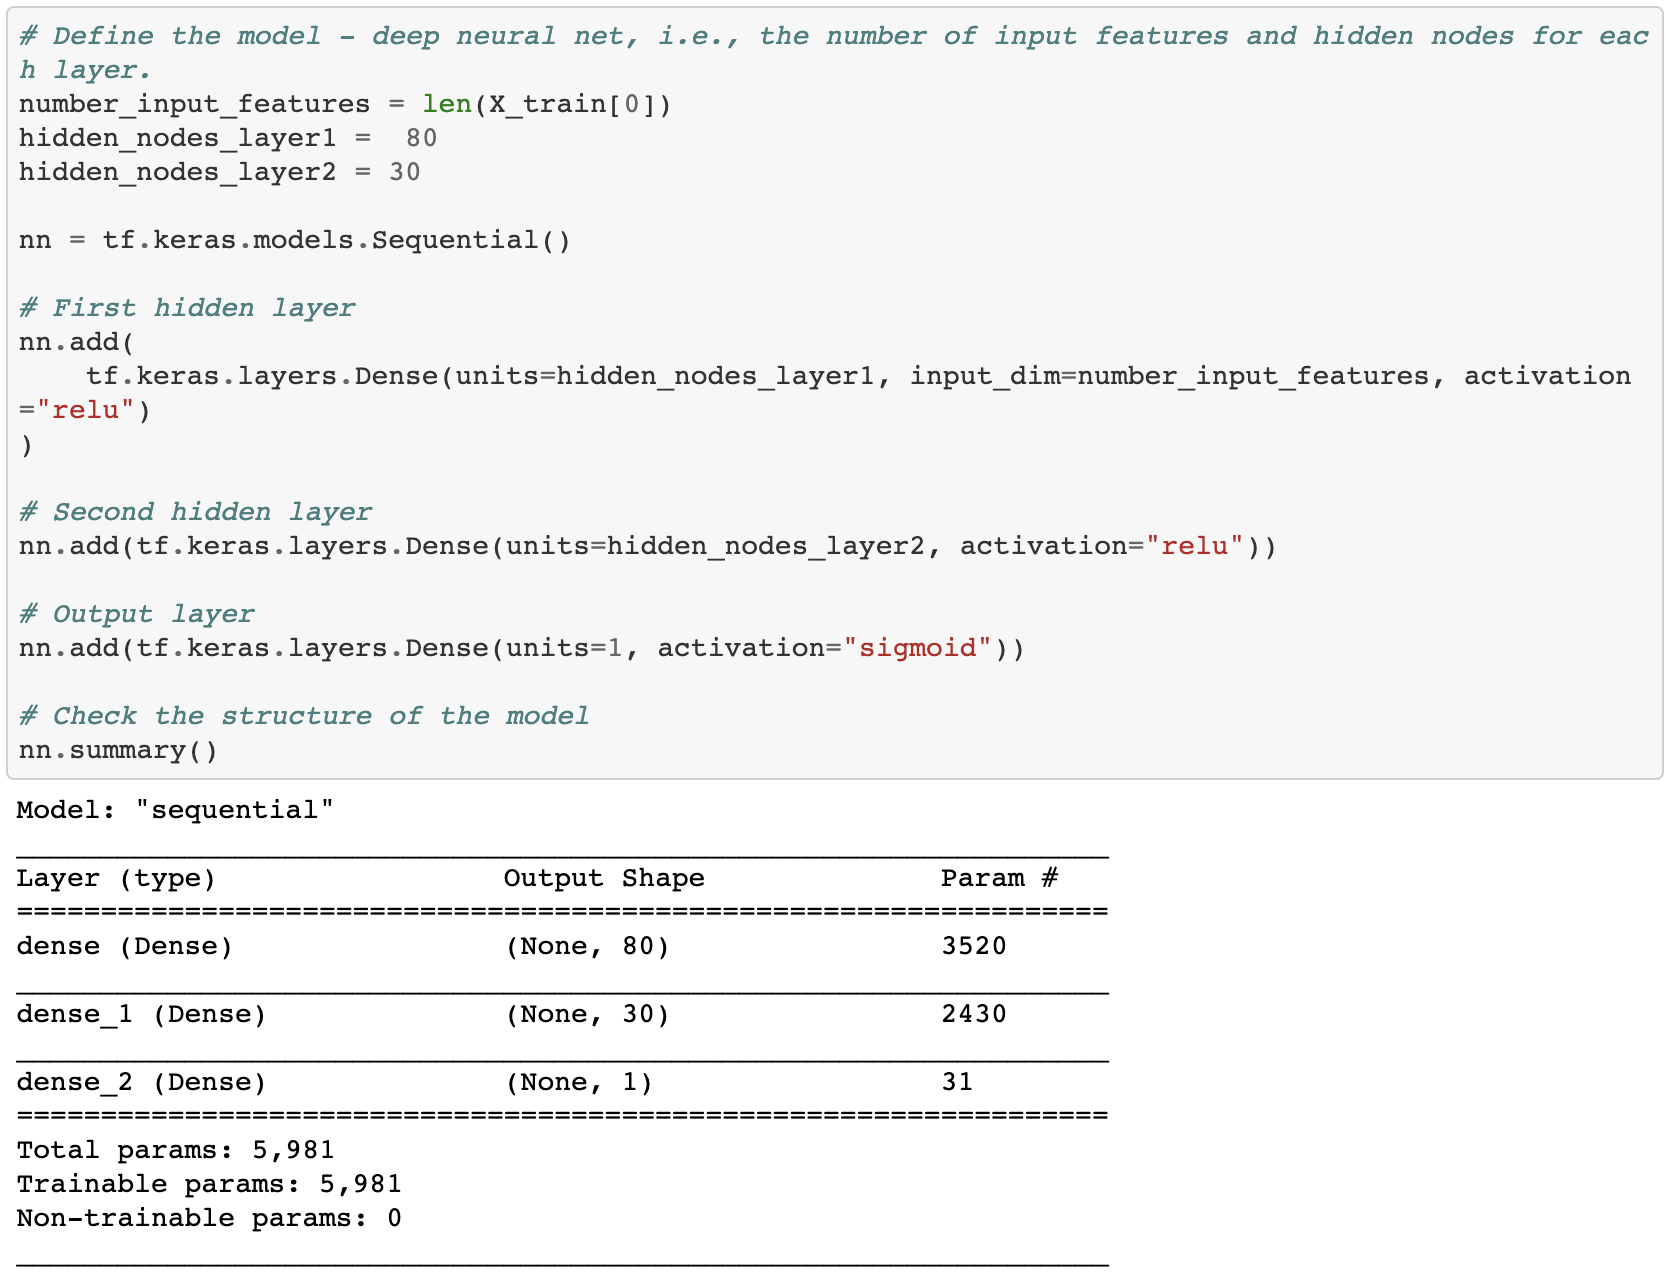 # Define the model - deep neural net, i.e., the number of input features and hidden nodes for eac
h layer.
number_input_features = len(X_train[0])
hidden_nodes_layer1 =  80
hidden_nodes_layer2 = 30
nn = tf.keras.models.Sequential()
# First hidden layer
nn.add(
    tf.keras.layers.Dense(units=hidden_nodes_layer1, input_dim=number_input_features, activation
="relu")
)
# Second hidden layer
nn.add(tf.keras.layers.Dense(units=hidden_nodes_layer2, activation="relu"))
# Output layer
nn.add(tf.keras.layers.Dense(units=1, activation="sigmoid"))
# Check the structure of the model
nn.summary()
Model: "sequential"
_________________________________________________________________
Layer (type)                 Output Shape              Param #
=================================================================
dense (Dense)                (None, 80)                3520
_________________________________________________________________
dense_1 (Dense)              (None, 30)                2430
_________________________________________________________________
dense_2 (Dense)              (None, 1)                 31
=================================================================
Total params: 5,981
Trainable params: 5,981
Non-trainable params: 0
_________________________________________________________________